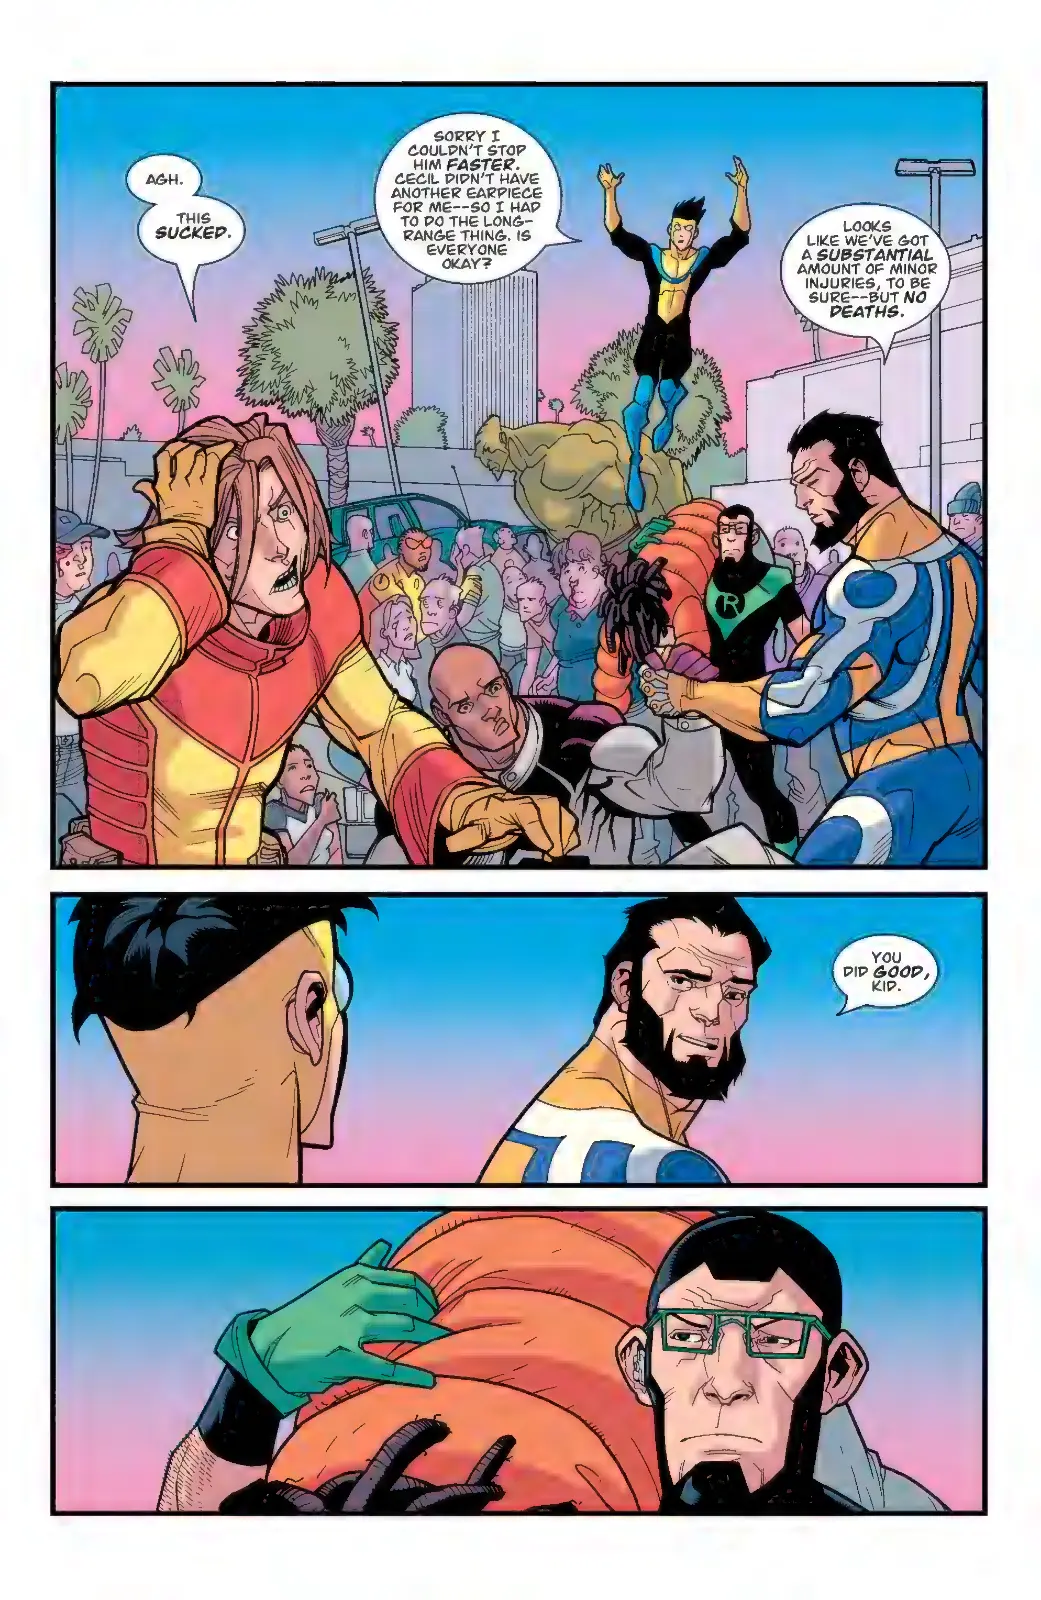 AGH.
THIS
SUCKED.
SORRY I
COULDN'T STOP
HIM FASTER.
CECIL DIDN'T HAVE
ANOTHER EARPIECE
FOR ME--SO I HAD
TO DO THE LONG-
RANGE THING. IS
EVERYONE
OKAY?
LOOKS
LIKE WE'VE GOT
A SUBSTANTIAL
AMOUNT OF MINOR
INJURIES, TO BE
SURE--BUT NO
DEATHS.
R
YOU
DID GOOD,
KID.